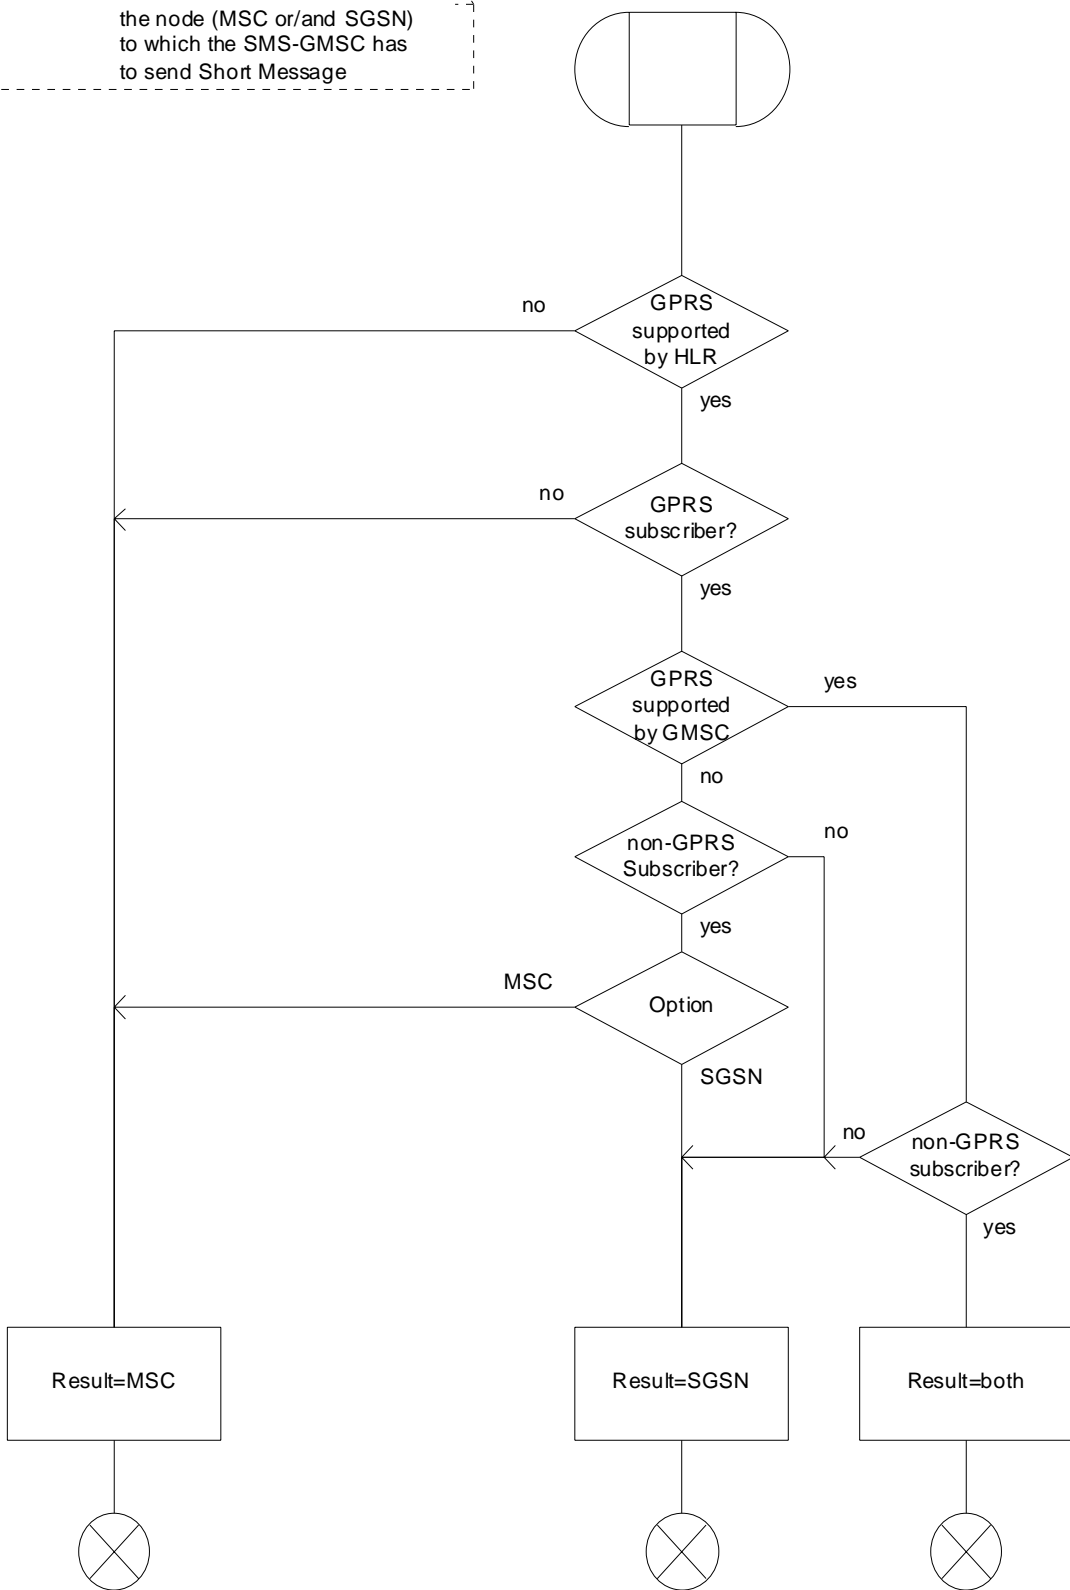 the node (MSC or/and SGSN)
to which the SMS-GMSC has
to send Short Message
no
GPRS
supported
by HLR
yes
no
GPRS
subscriber?
yes
GPRS
supported
by GMSC
yes
no
non-GPRS
Subscriber?
no
yes
MSC
Option
SGSN
no
non-GPRS
subscriber?
yes
Result=MSC
Result=SGSN
Result=both